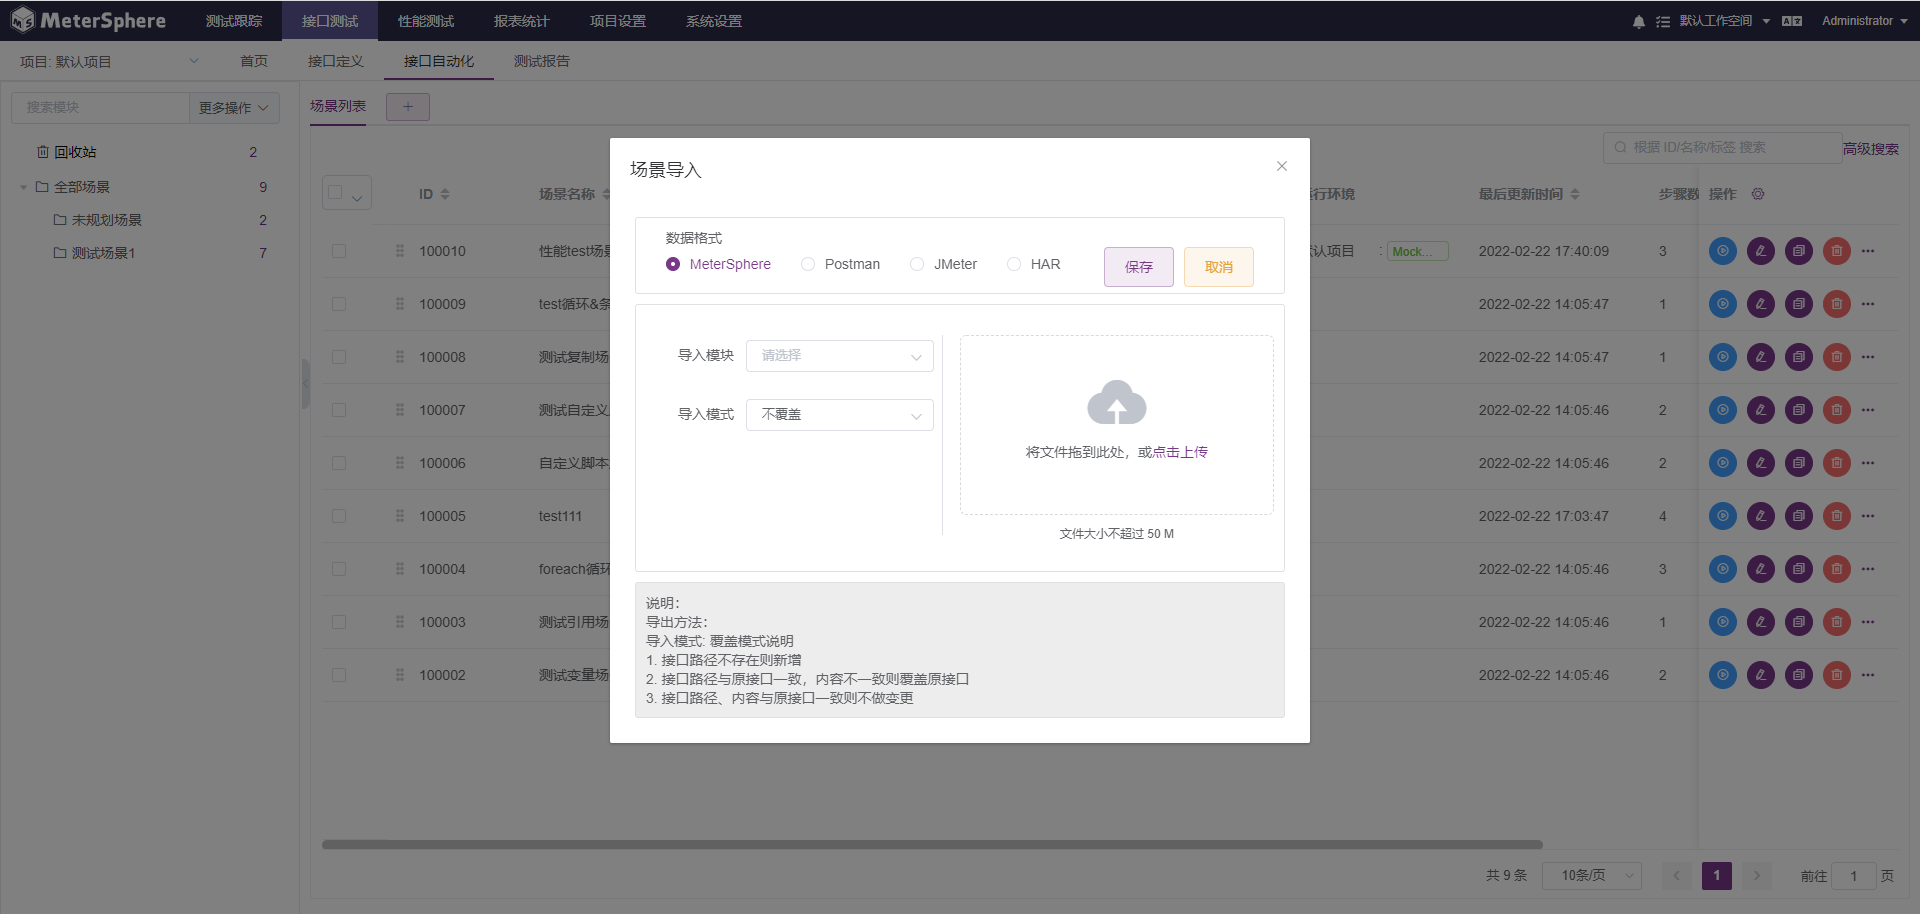 MeterSphere 测试跟踪 接口测试 性能测试 报表统计 项目设置 系统设置 默认工作空间 Administrator
项目: 默认项目 首页 接口定义 接口自动化 测试报告
搜索模块 更多操作
回收站 2
全部场景 9
未规划场景 2
测试场景1 7
场景列表 +
根据 ID/名称/标签 搜索 高级搜索
ID 场景名称 行环境 最后更新时间 步骤数 操作
100010 性能test场 认项目 : Mock... 2022-02-22 17:40:09 3
100009 test循环& 2022-02-22 14:05:47 1
100008 测试复制场 2022-02-22 14:05:47 1
100007 测试自定义 2022-02-22 14:05:46 2
100006 自定义脚本 2022-02-22 14:05:46 2
100005 test111 2022-02-22 17:03:47 4
100004 foreach循环 2022-02-22 14:05:46 3
100003 测试引用场 2022-02-22 14:05:46 1
100002 测试变量场 2022-02-22 14:05:46 2
共 9 条 10条/页 1 前往 1 页
场景导入
数据格式
MeterSphere Postman JMeter HAR 保存 取消
导入模块 请选择
导入模式 不覆盖
将文件拖到此处，或点击上传
文件大小不超过 50 M
说明：
导出方法：
导入模式: 覆盖模式说明
1. 接口路径不存在则新增
2. 接口路径与原接口一致，内容不一致则覆盖原接口
3. 接口路径、内容与原接口一致则不做变更